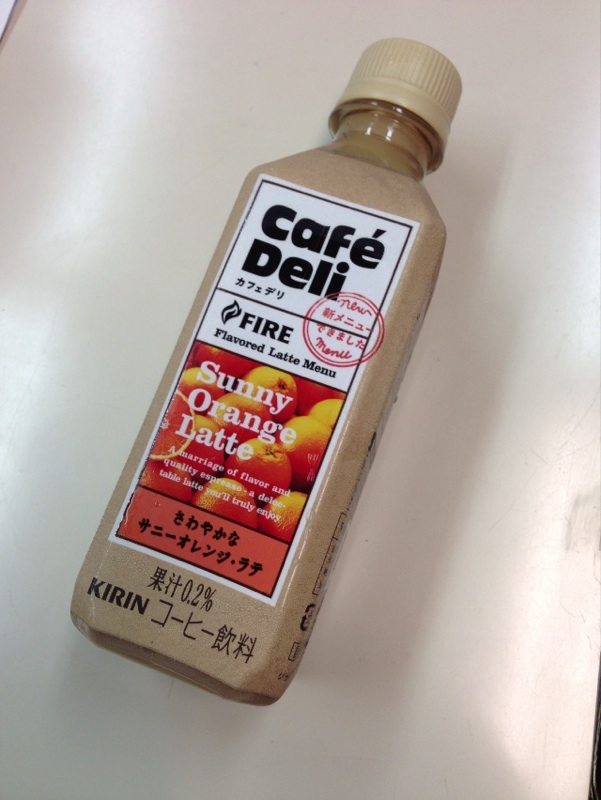 Café
Deli
カフェデリ
new
新メニュー
できました
menu
FIRE
Flavored Latte Menu
Sunny
Orange
Latte
A marriage of flavor and
quality espresso - a delec-
table latte you'll truly enjoy.
さわやかな
サニーオレンジ・ラテ
果汁0.2%
KIRIN コーヒー飲料